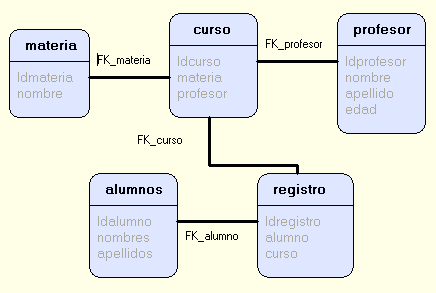 materia
Idmateria
nombre
FK_materia
curso
Idcurso
materia
profesor
FK_profesor
profesor
Idprofesor
nombre
apellido
edad
FK_curso
alumnos
Idalumno
nombres
apellidos
FK_alumno
registro
Idregistro
alumno
curso